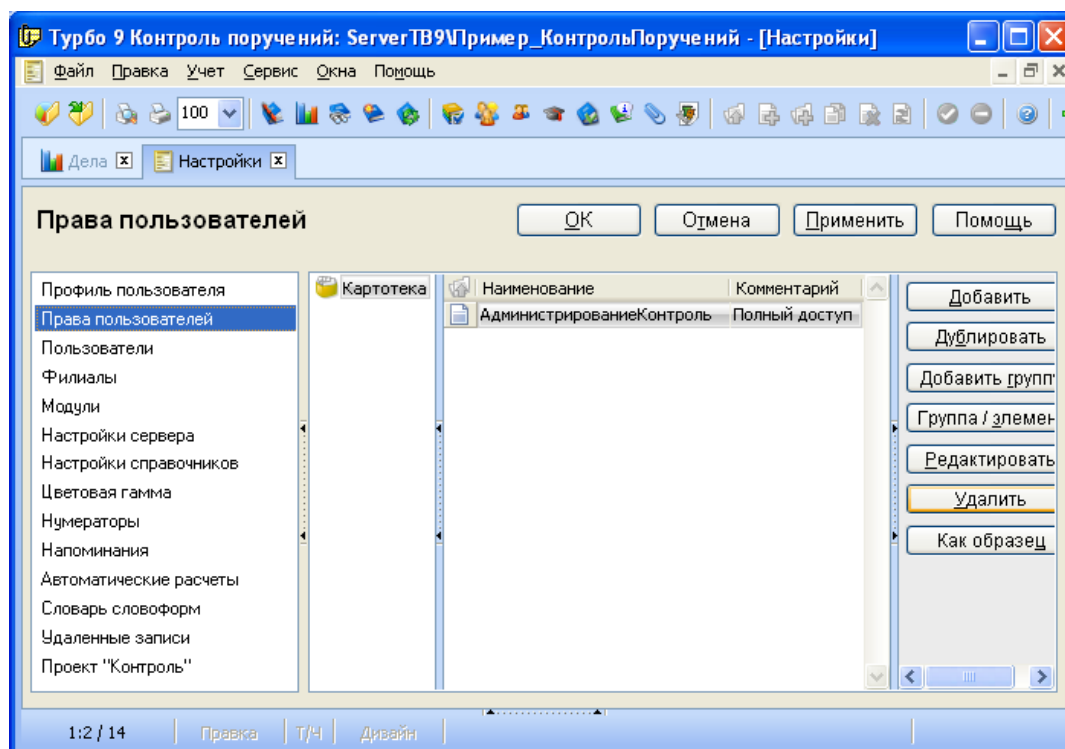 Турбо 9 Контроль поручений: ServerTB9\Пример_КонтрольПоручений - [Настройки]
Файл Правка Учет Сервис Окна Помощь
100
Дела Настройки
Права пользователей ОК Отмена Применить Помощь
Профиль пользователя
Права пользователей
Пользователи
Филиалы
Модули
Настройки сервера
Настройки справочников
Цветовая гамма
Нумераторы
Напоминания
Автоматические расчеты
Словарь словоформ
Удаленные записи
Проект "Контроль"
Картотека
Наименование Комментарий
АдминистрированиеКонтроль Полный доступ
Добавить
Дублировать
Добавить групп
Группа / элемен
Редактировать
Удалить
Как образец
1:2 / 14 Правка Т/Ч Дизайн